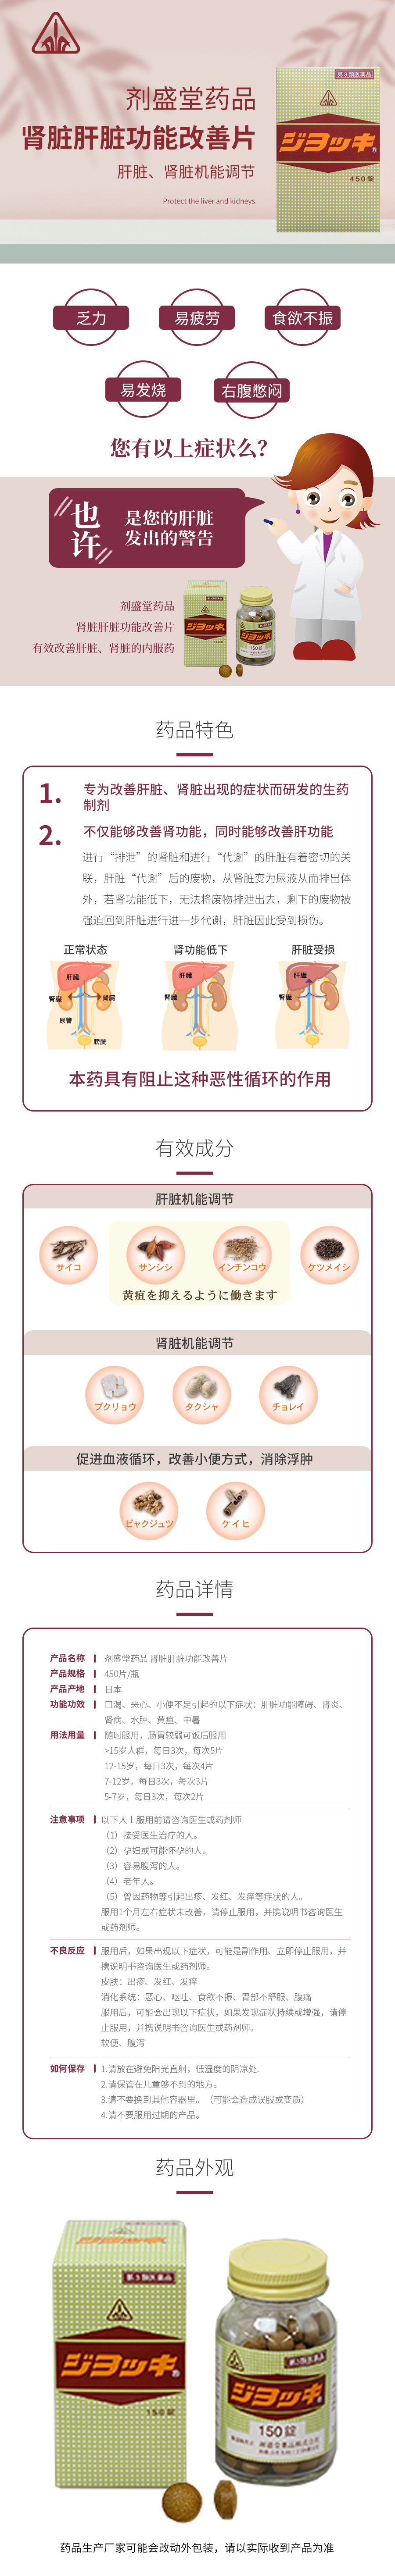 剂盛堂药品
肾脏肝脏功能改善片
肝脏、肾脏机能调节
Protect the liver and kidneys
第3類医薬品
ジヨッキ®
450錠
乏力
易疲劳
食欲不振
易发烧
右腹憋闷
您有以上症状么?
也许
是您的肝脏
发出的警告
剂盛堂药品
肾脏肝脏功能改善片
有效改善肝脏、肾脏的内服药
ジヨッキ
ジヨッキ
150錠
药品特色
1. 专为改善肝脏、肾脏出现的症状而研发的生药
制剂
2. 不仅能够改善肾功能，同时能够改善肝功能
进行“排泄”的肾脏和进行“代谢”的肝脏有着密切的关
联，肝脏“代谢”后的废物，从肾脏变为尿液从而排出体
外，若肾功能低下，无法将废物排泄出去，剩下的废物被
强迫回到肝脏进行进一步代谢，肝脏因此受到损伤。
正常状态
肾功能低下
肝脏受损
肝臓
腎臓
腎臓
尿管
膀胱
肝臓
腎臓
肝臓
腎臓
本药具有阻止这种恶性循环的作用
有效成分
肝脏机能调节
サイコ
サンシシ
インチンコウ
ケツメイシ
黄疸を抑えるように働きます
肾脏机能调节
ブクリョウ
タクシャ
チョレイ
促进血液循环，改善小便方式，消除浮肿
ビャクジュツ
ケイヒ
药品详情
产品名称 剂盛堂药品 肾脏肝脏功能改善片
产品规格 450片/瓶
产品产地 日本
功能功效 口渴、恶心、小便不足引起的以下症状：肝脏功能障碍、肾炎、
肾病、水肿、黄疸、中暑
用法用量 随时服用，肠胃较弱可饭后服用
>15岁人群，每日3次，每次5片
12-15岁，每日3次，每次4片
7-12岁，每日3次，每次3片
5-7岁，每日3次，每次2片
注意事项 以下人士服用前请咨询医生或药剂师
（1）接受医生治疗的人。
（2）孕妇或可能怀孕的人。
（3）容易腹泻的人。
（4）老年人。
（5）曾因药物等引起出疹、发红、发痒等症状的人。
服用1个月左右症状未改善，请停止服用，并携说明书咨询医生
或药剂师。
不良反应 服用后，如果出现以下症状，可能是副作用、立即停止服用，并
携说明书咨询医生或药剂师。
皮肤：出疹、发红、发痒
消化系统：恶心、呕吐、食欲不振、胃部不舒服、腹痛
服用后，可能会出现以下症状，如果发现症状持续或增强，请停
止服用，并携说明书咨询医生或药剂师。
软便、腹泻
如何保存 1.请放在避免阳光直射，低湿度的阴凉处.
2.请保管在儿童够不到的地方。
3.请不要换到其他容器里。（可能会造成误服或变质）
4.请不要服用过期的产品。
药品外观
第3類医薬品
ジヨッキ®
150錠
第3類医薬品
ジヨッキ
150錠
药品生产厂家可能会改动外包装，请以实际收到产品为准